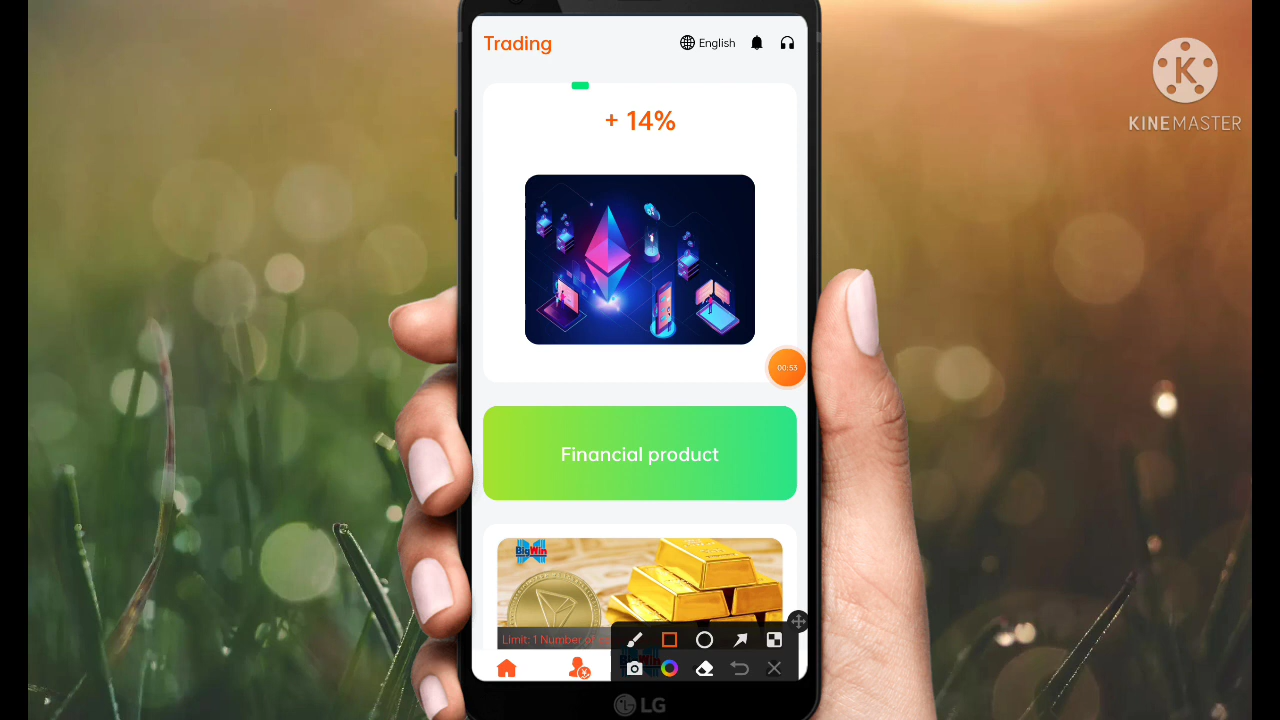 Trading
English
+ 14%
00:53
Financial product
BigWin
Limit: 1 Number of
LG
K
KINEMASTER